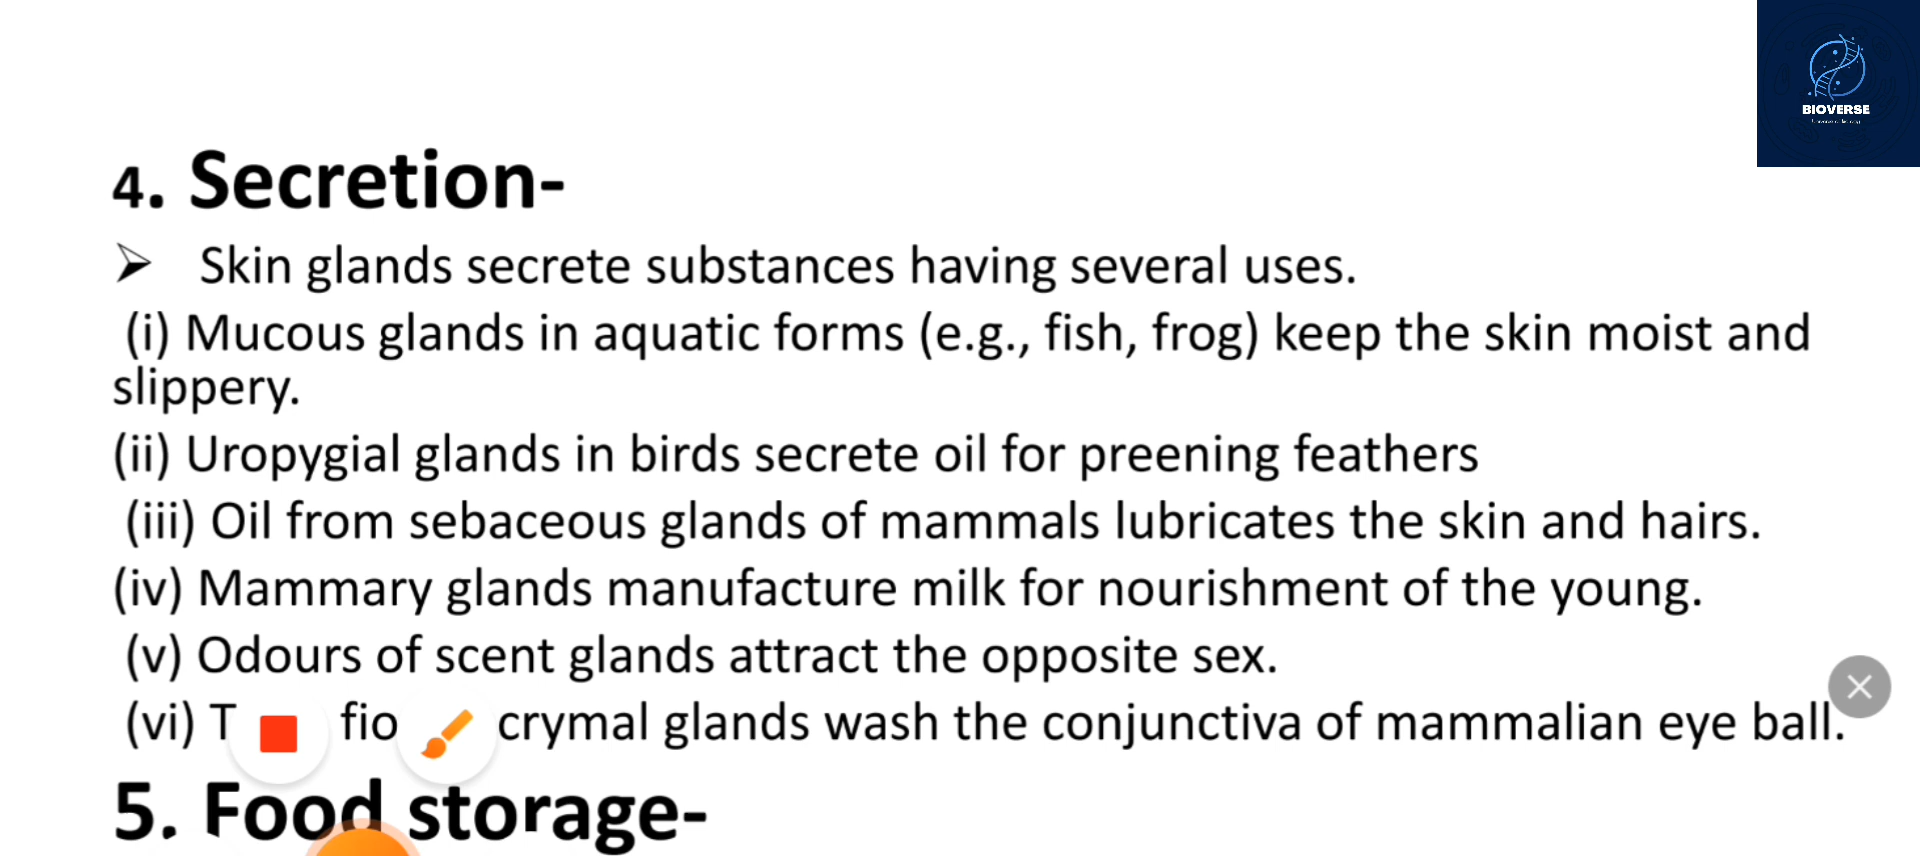 BIOVERSE
4. Secretion-
➢ Skin glands secrete substances having several uses.
(i) Mucous glands in aquatic forms (e.g., fish, frog) keep the skin moist and
slippery.
(ii) Uropygial glands in birds secrete oil for preening feathers
(iii) Oil from sebaceous glands of mammals lubricates the skin and hairs.
(iv) Mammary glands manufacture milk for nourishment of the young.
(v) Odours of scent glands attract the opposite sex.
(vi) glands wash the conjunctiva of mammalian eye ball.
5. Food storage-